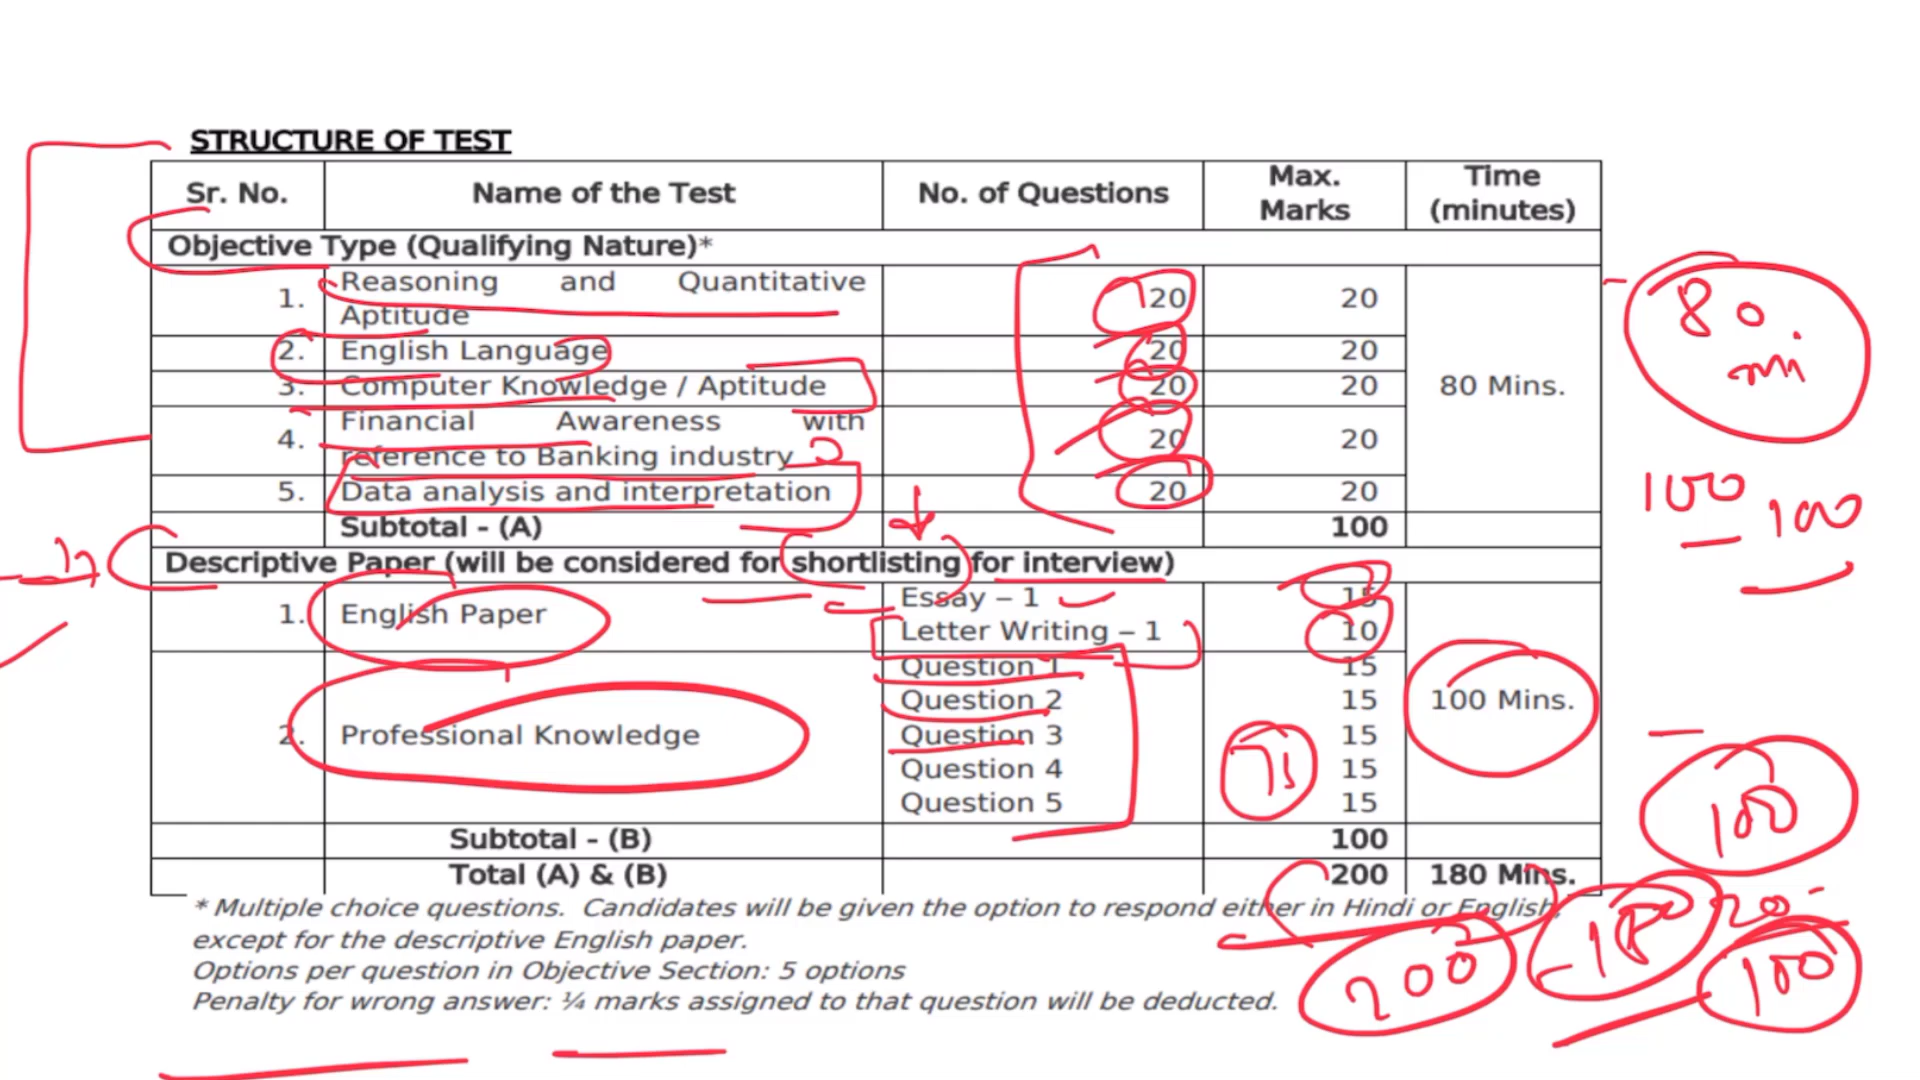 STRUCTURE OF TEST
Sr. No. Name of the Test No. of Questions Max. Marks Time (minutes)
Objective Type (Qualifying Nature)*
1. Reasoning and Quantitative Aptitude 20 20
2. English Language 20 20
3. Computer Knowledge / Aptitude 20 20 80 Mins.
4. Financial Awareness with reference to Banking industry 20 20
5. Data analysis and interpretation 20 20
Subtotal - (A) 100
Descriptive Paper (will be considered for shortlisting for interview)
1. English Paper Essay – 1 15
Letter Writing – 1 10
Question 1 15
Question 2 15 100 Mins.
2. Professional Knowledge Question 3 15
Question 4 15
Question 5 15
Subtotal - (B) 100
Total (A) & (B) 200 180 Mins.
* Multiple choice questions. Candidates will be given the option to respond either in Hindi or English,
except for the descriptive English paper.
Options per question in Objective Section: 5 options
Penalty for wrong answer: ¼ marks assigned to that question will be deducted.
80
100
100
75
100
200
180
200
100